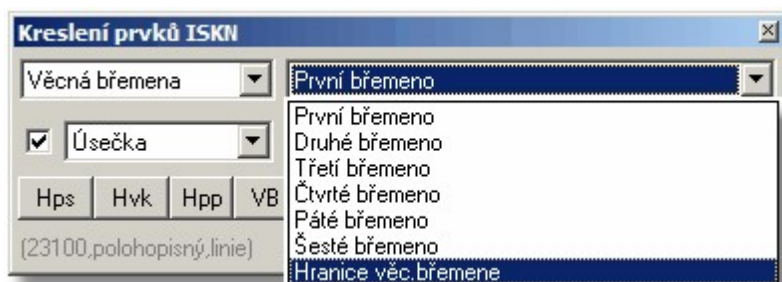 Kreslení prvků ISKN
Věcná břemena
První břemeno
První břemeno
Druhé břemeno
Úsečka
Třetí břemeno
Čtvrté břemeno
Hps Hvk Hpp VB
Páté břemeno
Šesté břemeno
(23100,polohopisný,linie)
Hranice věc.břemene